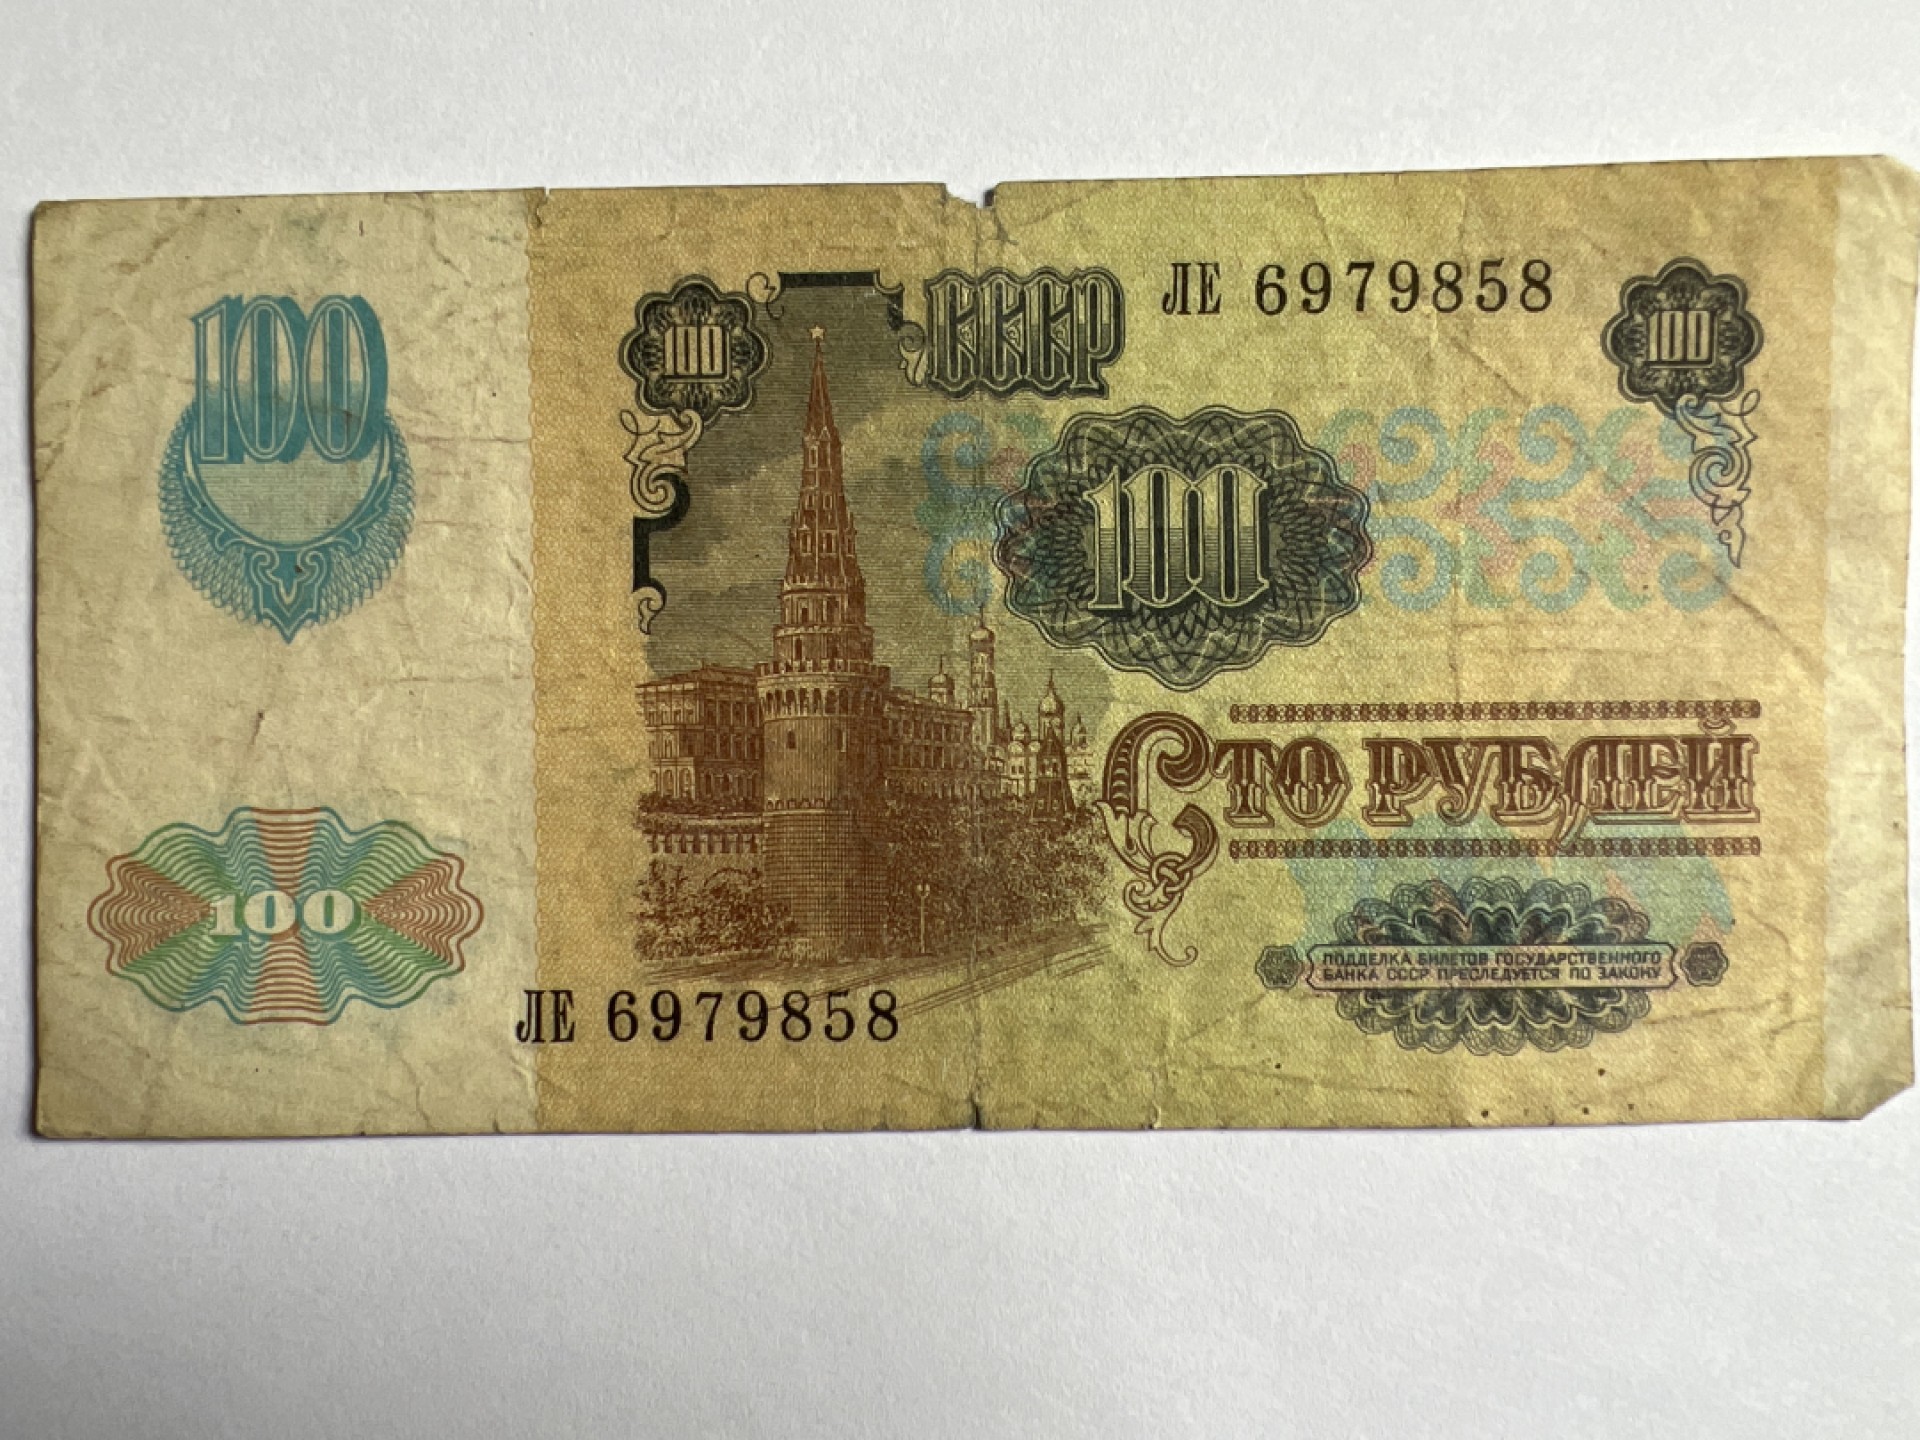 100
100
СССР
ЛЕ 6979858
100
100
СТО РУБЛЕЙ
100
ПОДДЕЛКА БИЛЕТОВ ГОСУДАРСТВЕННОГО
БАНКА СССР ПРЕСЛЕДУЕТСЯ ПО ЗАКОНУ
ЛЕ 6979858